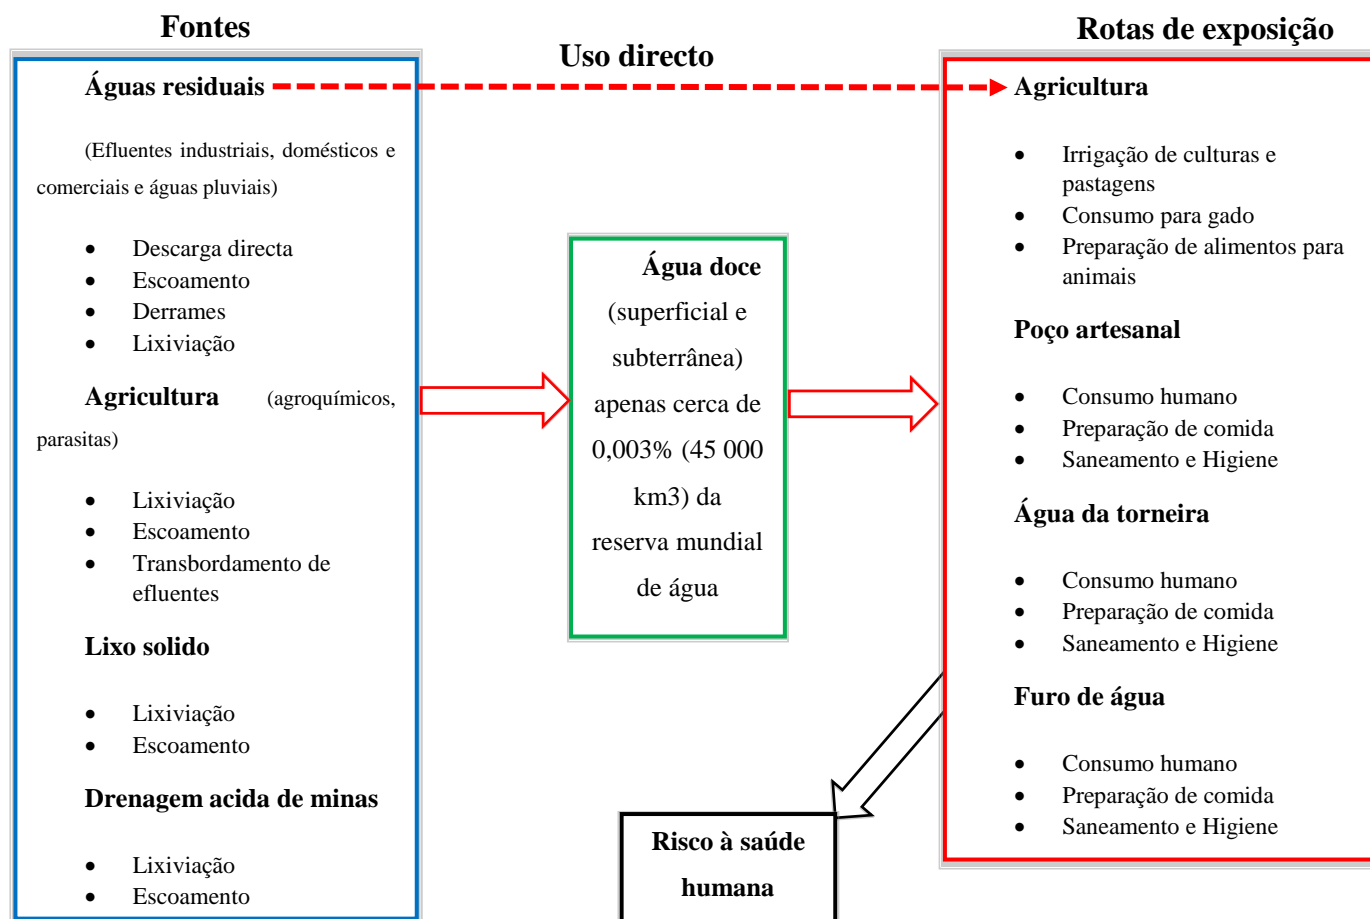 Fontes
Águas residuais
(Efluentes industriais, domésticos e
comerciais e águas pluviais)
• Descarga directa
• Escoamento
• Derrames
• Lixiviação
Agricultura (agroquímicos,
parasitas)
• Lixiviação
• Escoamento
• Transbordamento de
efluentes
Lixo solido
• Lixiviação
• Escoamento
Drenagem acida de minas
• Lixiviação
• Escoamento
Uso directo
Água doce
(superficial e
subterrânea)
apenas cerca de
0,003% (45 000
km3) da
reserva mundial
de água
Rotas de exposição
Agricultura
• Irrigação de culturas e
pastagens
• Consumo para gado
• Preparação de alimentos para
animais
Poço artesanal
• Consumo humano
• Preparação de comida
• Saneamento e Higiene
Água da torneira
• Consumo humano
• Preparação de comida
• Saneamento e Higiene
Furo de água
• Consumo humano
• Preparação de comida
• Saneamento e Higiene
Risco à saúde
humana